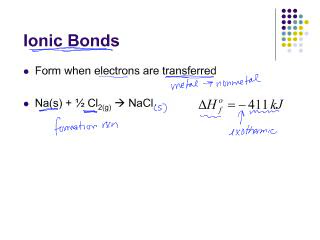 Ionic Bonds
Form when electrons are transferred
metal → nonmetal
Na(s) + ½ Cl2(g) → NaCl(s)
ΔH°f = −411 kJ
formation rxn
exothermic